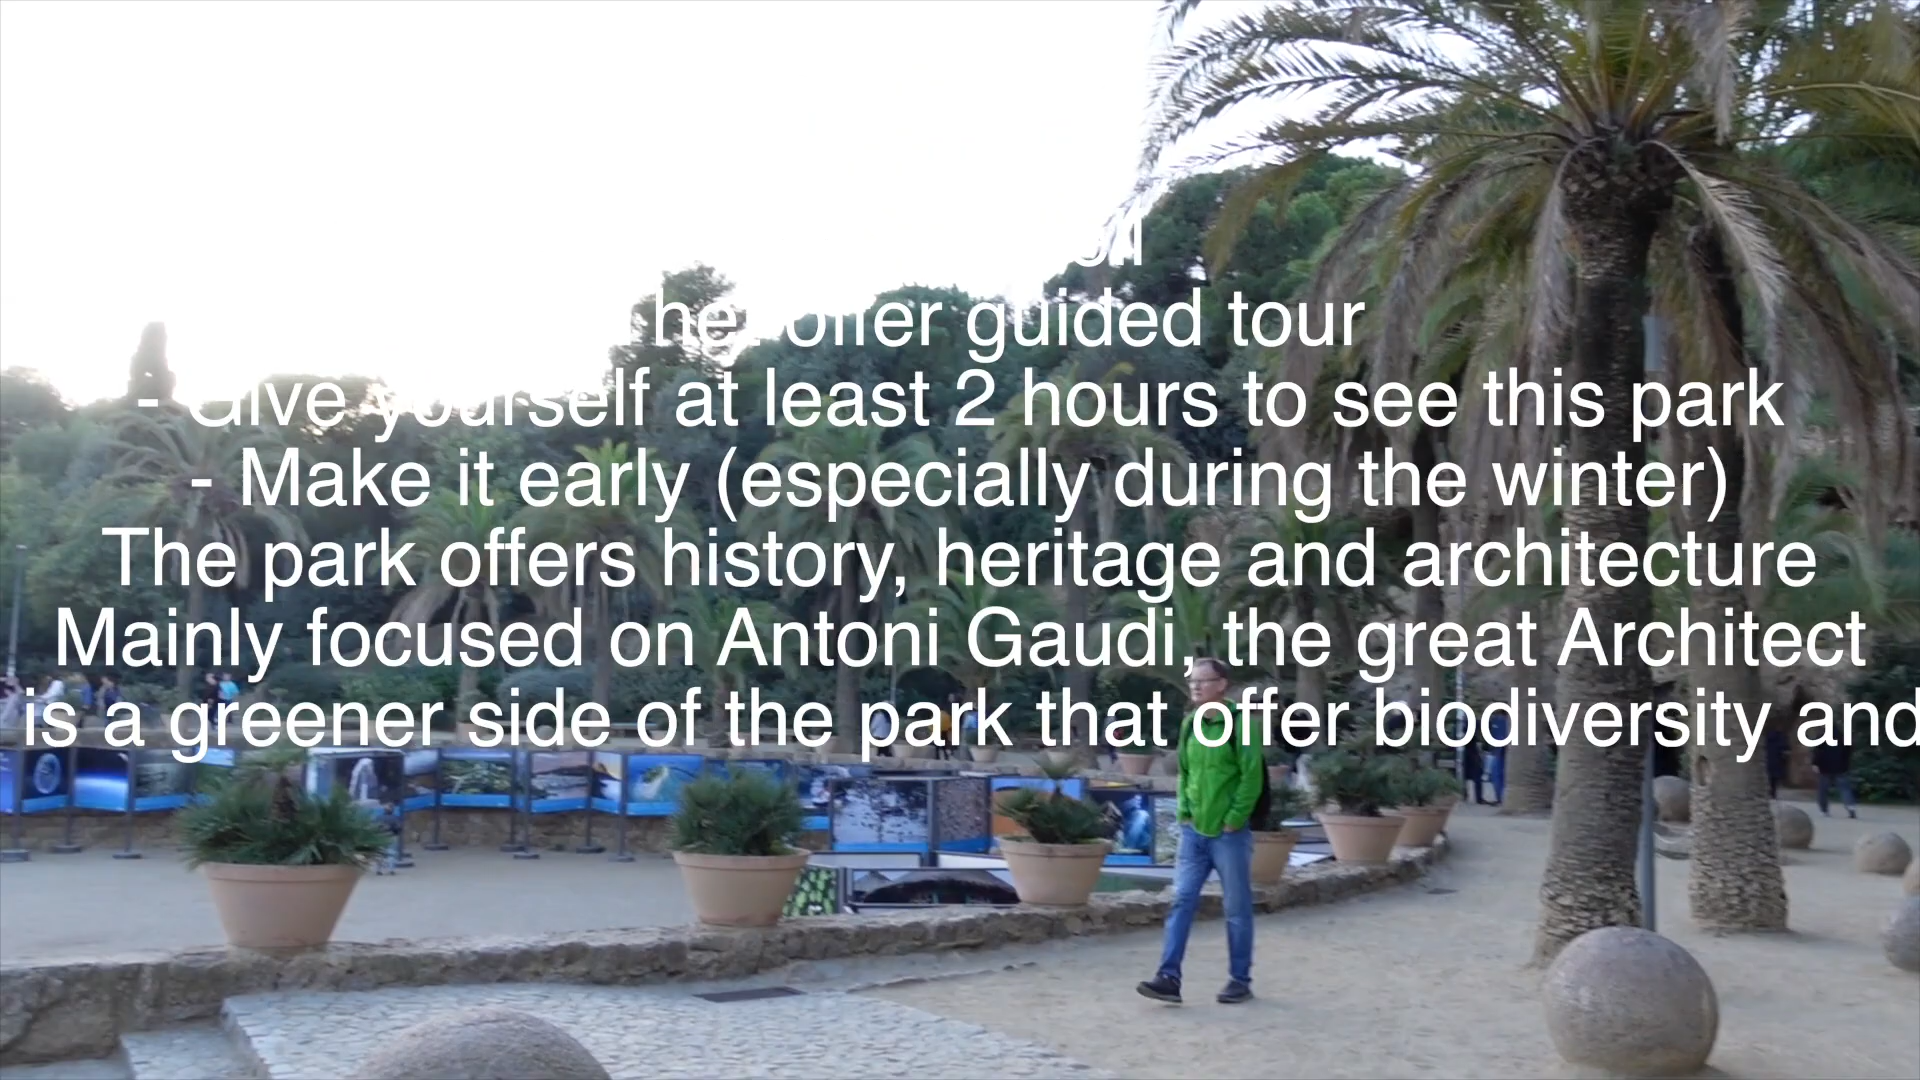 offer guided tour
- Give yourself at least 2 hours to see this park
- Make it early (especially during the winter)
The park offers history, heritage and architecture
Mainly focused on Antoni Gaudi, the great Architect
is a greener side of the park that offer biodiversity and